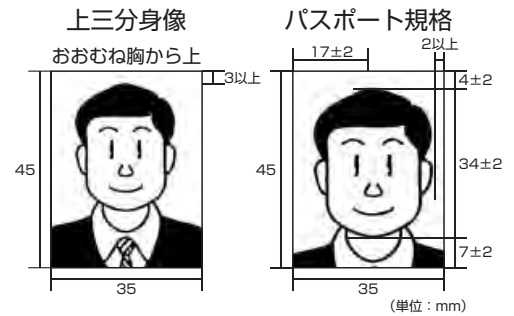 上三分身像
おおむね胸から上
3以上
45
35
パスポート規格
17±2
2以上
4±2
45
34±2
7±2
35
（単位：mm）